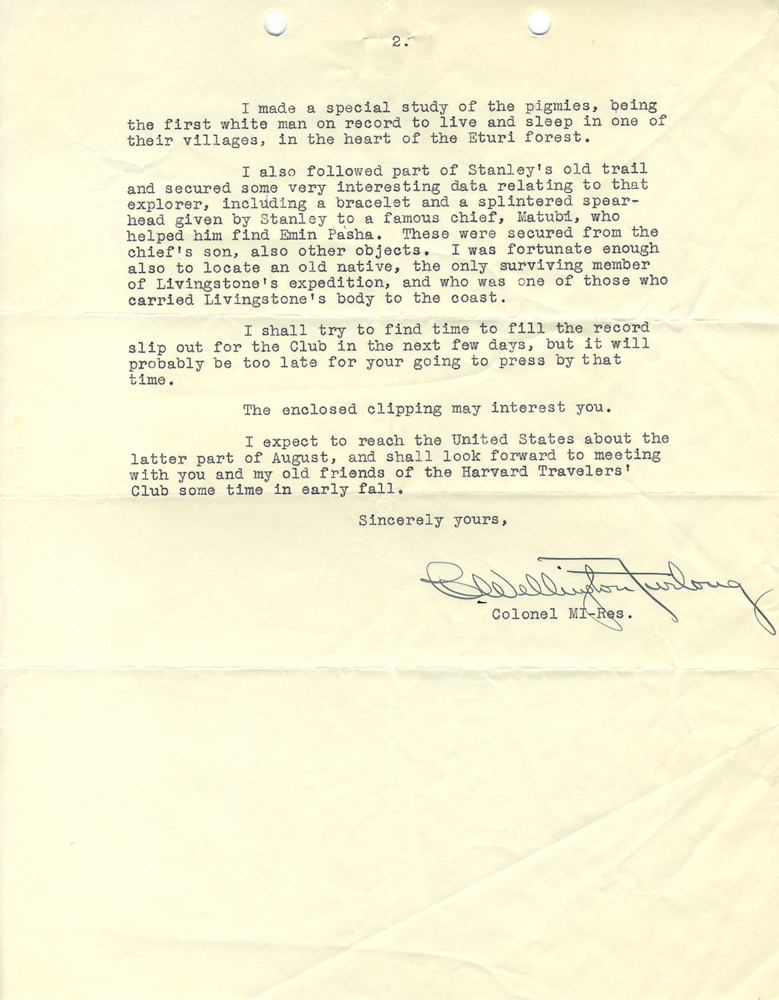 2.
I made a special study of the pigmies, being
the first white man on record to live and sleep in one of
their villages, in the heart of the Eturi forest.
I also followed part of Stanley's old trail
and secured some very interesting data relating to that
explorer, including a bracelet and a splintered spear-
head given by Stanley to a famous chief, Matubi, who
helped him find Emin Pasha. These were secured from the
chief's son, also other objects. I was fortunate enough
also to locate an old native, the only surviving member
of Livingstone's expedition, and who was one of those who
carried Livingstone's body to the coast.
I shall try to find time to fill the record
slip out for the Club in the next few days, but it will
probably be too late for your going to press by that
time.
The enclosed clipping may interest you.
I expect to reach the United States about the
latter part of August, and shall look forward to meeting
with you and my old friends of the Harvard Travelers'
Club some time in early fall.
Sincerely yours,
C Wellington Furlong
Colonel MI-Res.